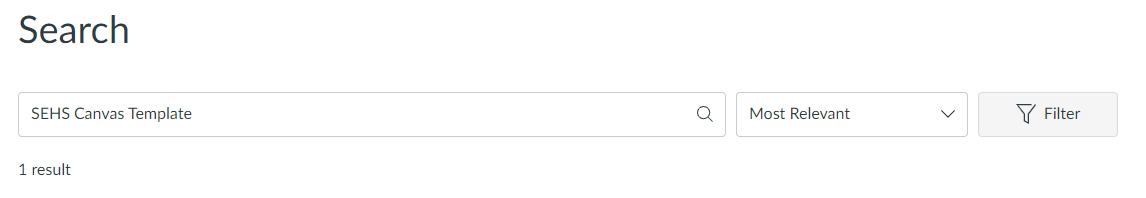 Search
SEHS Canvas Template Most Relevant Filter
1 result